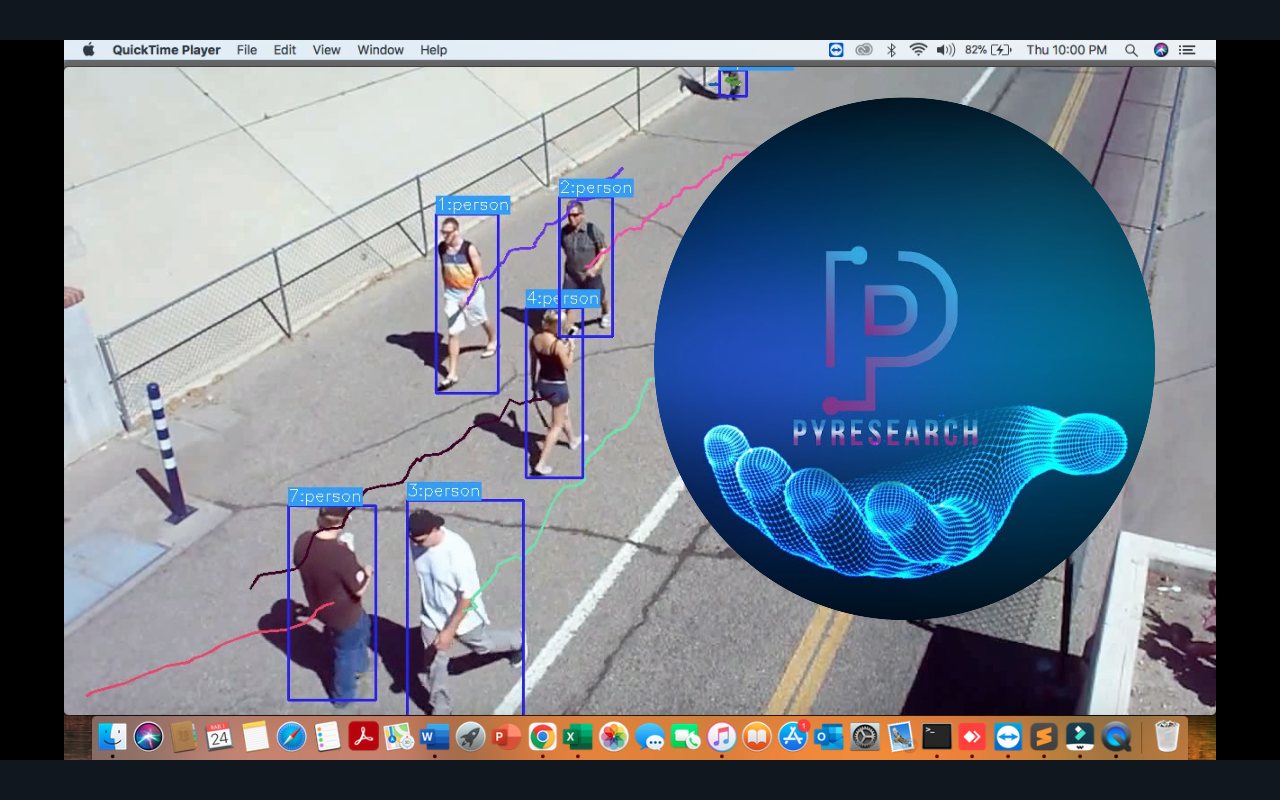 QuickTime Player File Edit View Window Help 82% Thu 10:00 PM
2:person
1:person
4:person
7:person
3:person
PYRESEARCH
24
W
P
X
O